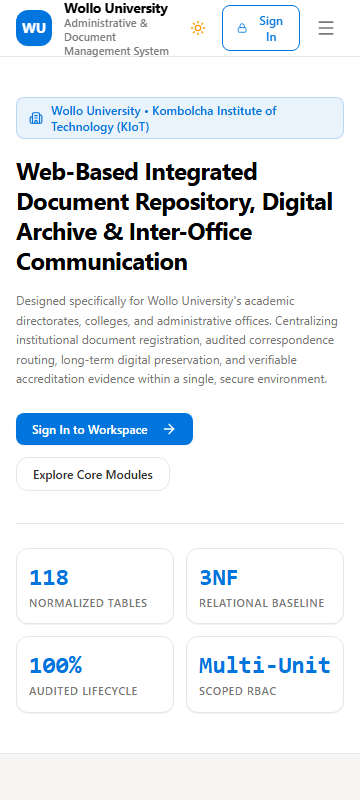 WU
Wollo University
Administrative &
Document
Management System
Sign
In
Wollo University • Kombolcha Institute of
Technology (KIoT)
Web-Based Integrated
Document Repository, Digital
Archive & Inter-Office
Communication
Designed specifically for Wollo University's academic
directorates, colleges, and administrative offices. Centralizing
institutional document registration, audited correspondence
routing, long-term digital preservation, and verifiable
accreditation evidence within a single, secure environment.
Sign In to Workspace
Explore Core Modules
118
NORMALIZED TABLES
3NF
RELATIONAL BASELINE
100%
AUDITED LIFECYCLE
Multi-Unit
SCOPED RBAC